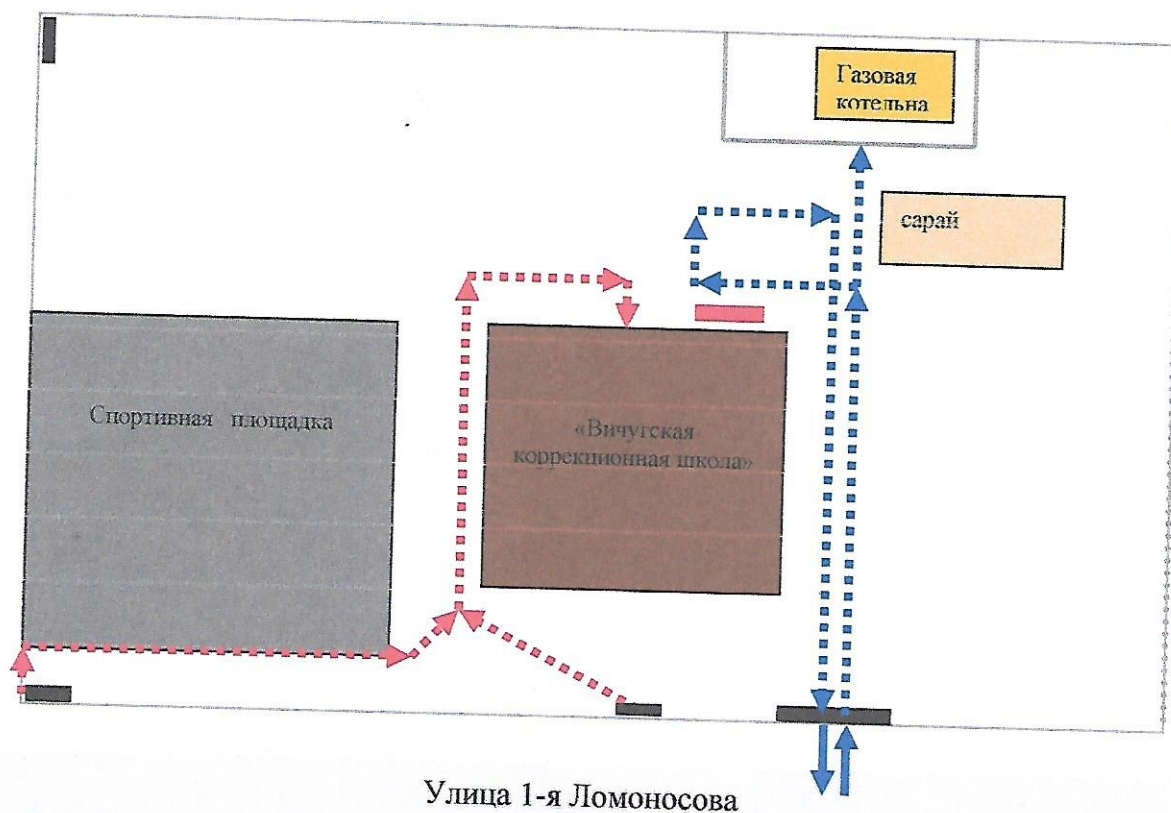 Газовая
котельна
сарай
Спортивная площадка
«Вичугская
коррекционная школа»
Улица 1-я Ломоносова